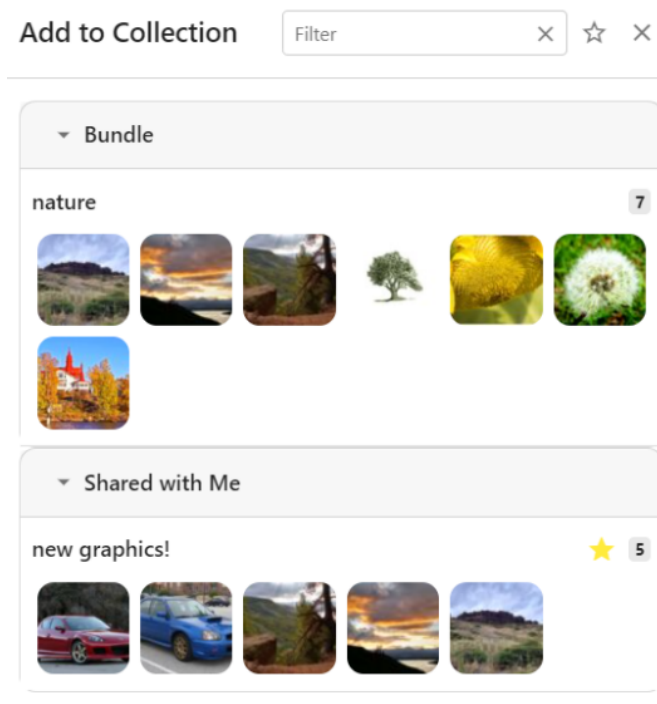 Add to Collection Filter
Bundle
nature 7
Shared with Me
new graphics! 5